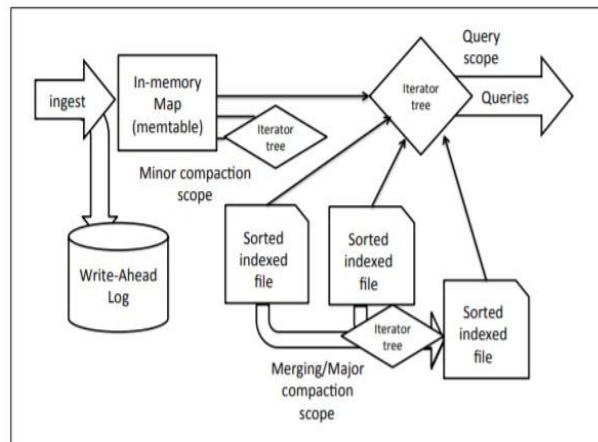 ingest
In-memory
Map
(memtable)
Iterator
tree
Minor compaction
scope
Write-Ahead
Log
Iterator
tree
Query
scope
Queries
Sorted
indexed
file
Sorted
indexed
file
Iterator
tree
Sorted
indexed
file
Merging/Major
compaction
scope